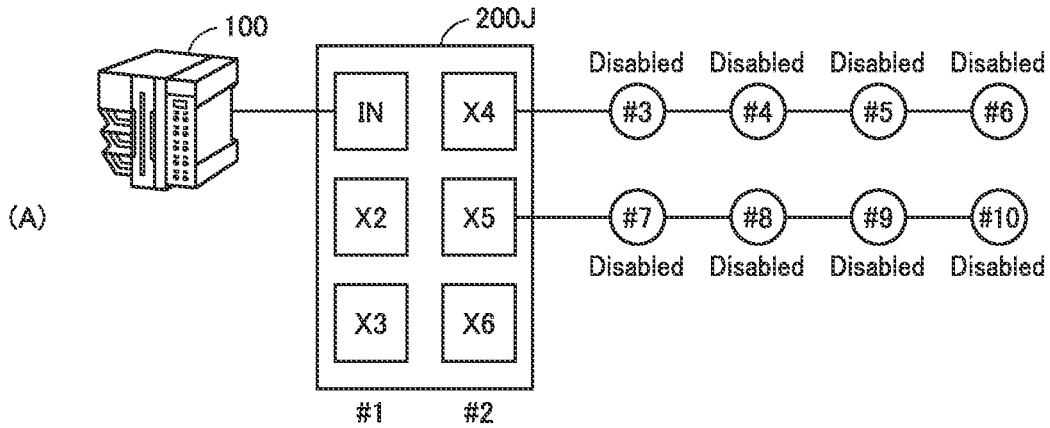 100
200J
Disabled Disabled Disabled Disabled
IN X4 #3 #4 #5 #6
(A) X2 X5 #7 #8 #9 #10
Disabled Disabled Disabled Disabled
X3 X6
#1 #2